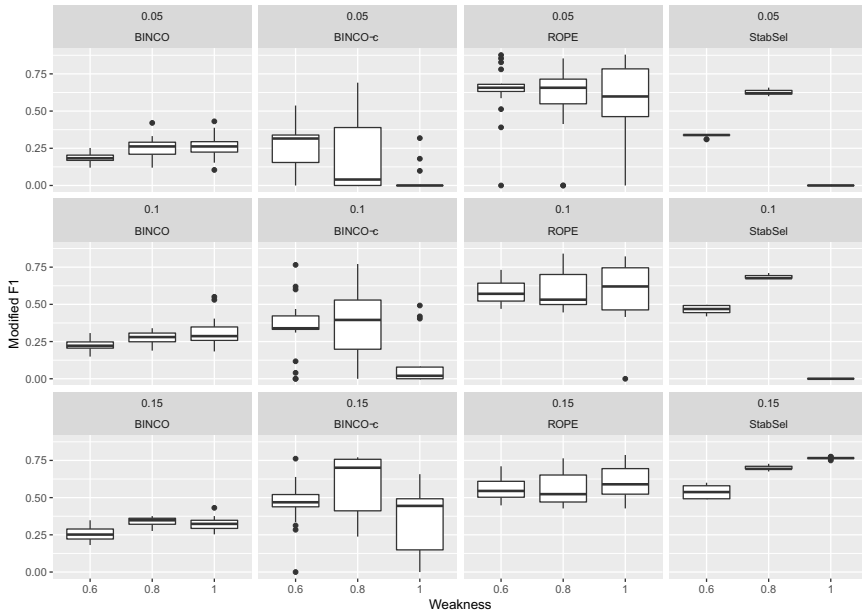 0.05 0.05 0.05 0.05
BINCO BINCO-c ROPE StabSel
0.75
0.50
0.25
0.00
0.1 0.1 0.1 0.1
BINCO BINCO-c ROPE StabSel
0.75
0.50
0.25
0.00
Modified F1
0.15 0.15 0.15 0.15
BINCO BINCO-c ROPE StabSel
0.75
0.50
0.25
0.00
0.6 0.8 1 0.6 0.8 1 0.6 0.8 1 0.6 0.8 1
Weakness